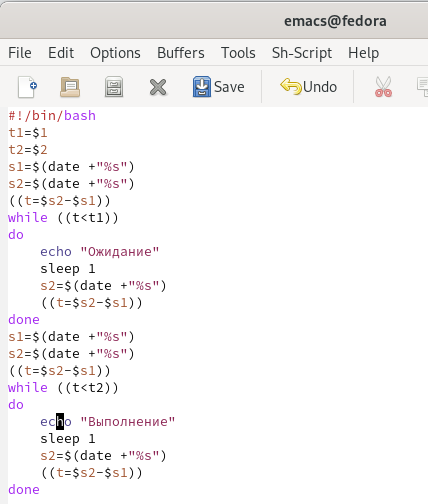 emacs@fedora
File Edit Options Buffers Tools Sh-Script Help
Save Undo
#!/bin/bash
t1=$1
t2=$2
s1=$(date +"%s")
s2=$(date +"%s")
((t=$s2-$s1))
while ((t<t1))
do
    echo "Ожидание"
    sleep 1
    s2=$(date +"%s")
    ((t=$s2-$s1))
done
s1=$(date +"%s")
s2=$(date +"%s")
((t=$s2-$s1))
while ((t<t2))
do
    echo "Выполнение"
    sleep 1
    s2=$(date +"%s")
    ((t=$s2-$s1))
done